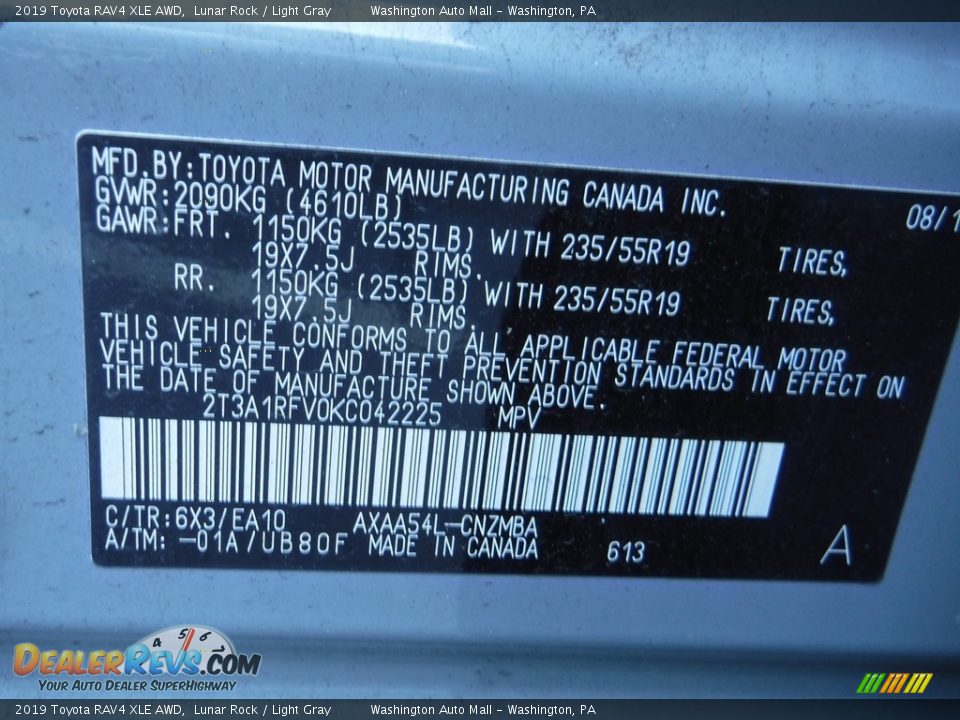 2019 Toyota RAV4 XLE AWD, Lunar Rock / Light Gray Washington Auto Mall - Washington, PA
MFD.BY:TOYOTA MOTOR MANUFACTURING CANADA INC. 08/1
GVWR:2090KG (4610LB)
GAWR:FRT. 1150KG (2535LB) WITH 235/55R19 TIRES,
19X7.5J RIMS.
RR. 1150KG (2535LB) WITH 235/55R19 TIRES,
19X7.5J RIMS.
THIS VEHICLE CONFORMS TO ALL APPLICABLE FEDERAL MOTOR
VEHICLE SAFETY AND THEFT PREVENTION STANDARDS IN EFFECT ON
THE DATE OF MANUFACTURE SHOWN ABOVE.
2T3A1RFV0KC042225 MPV
C/TR:6X3/EA10 AXAA54L-CNZMBA
A/TM: -01A/UB80F MADE IN CANADA 613 A
4 5 6
DEALERREVS.COM
YOUR AUTO DEALER SUPERHIGHWAY
2019 Toyota RAV4 XLE AWD, Lunar Rock / Light Gray Washington Auto Mall - Washington, PA